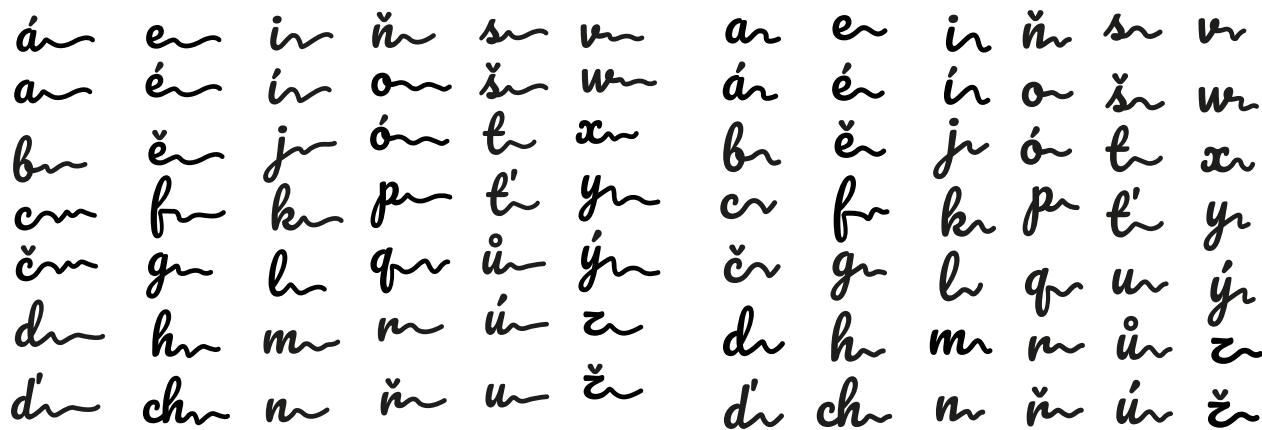 á e i ň s v a e i ň s v
a é í o š w á é í o š w
b ě j ó t x b ě j ó t x
c f k p ť y c f k p ť y
č g l q ů ý č g l q u ý
d h m r ú z d h m r ů z
ď ch n ř u ž ď ch n ř ú ž